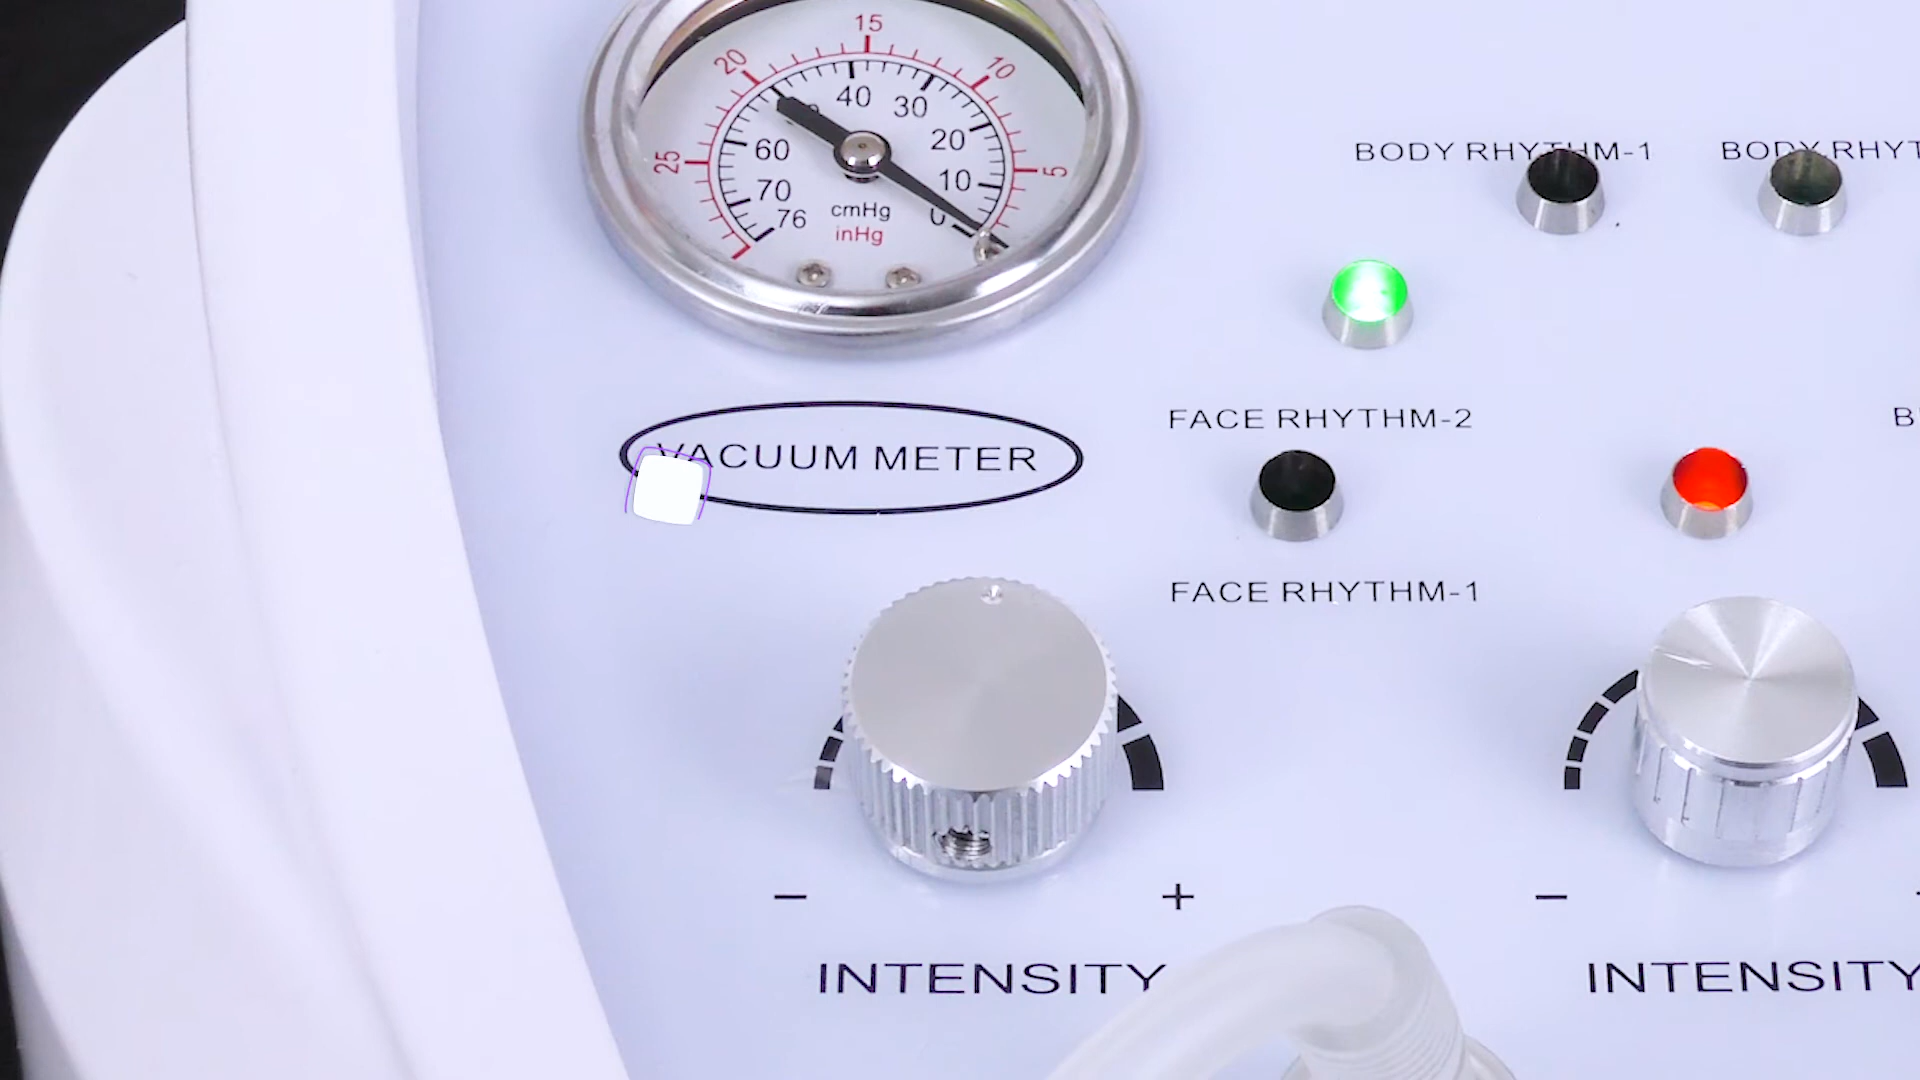 15
20
10
40
30
20
60
25
5
10
70
cmHg
76
0
inHg
BODY RHYTHM-1
VACUUM METER
FACE RHYTHM-2
FACE RHYTHM-1
− +
−
INTENSITY
INTENSITY